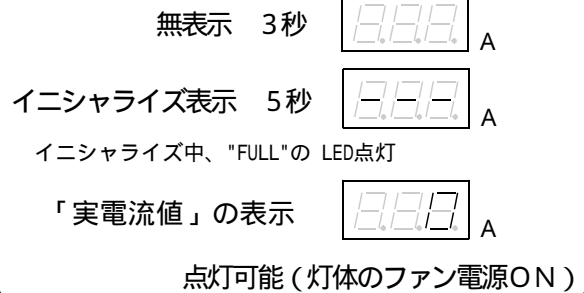 無表示　3秒　A
イニシャライズ表示　5秒　- - -　A
イニシャライズ中、"FULL"の LED点灯
「実電流値」の表示　0　A
点灯可能(灯体のファン電源ON)